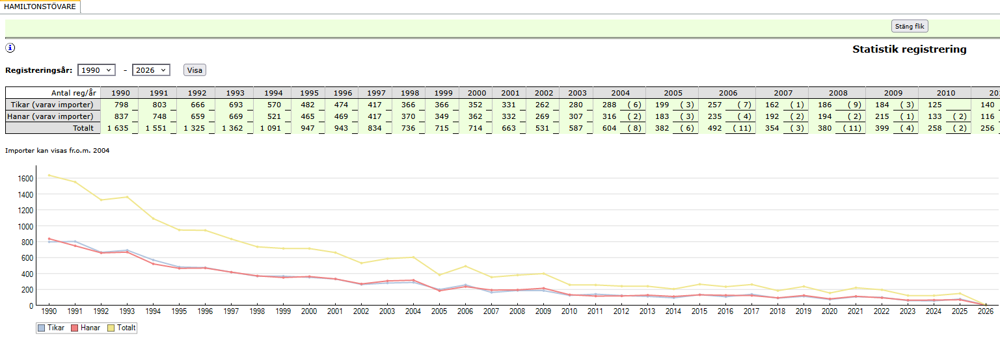 HAMILTONSTÖVARE
Stäng flik
Statistik registrering
Registreringsår: 1990 - 2026 Visa
Antal reg/år 1990 1991 1992 1993 1994 1995 1996 1997 1998 1999 2000 2001 2002 2003 2004 2005 2006 2007 2008 2009 2010
Tikar (varav importer) 798 803 666 693 570 482 474 417 366 366 352 331 262 280 288 ( 6) 199 ( 3) 257 ( 7) 162 ( 1) 186 ( 9) 184 ( 3) 125 140
Hanar (varav importer) 837 748 659 669 521 465 469 417 370 349 362 332 269 307 316 ( 2) 183 ( 3) 235 ( 4) 192 ( 2) 194 ( 2) 215 ( 1) 133 ( 2) 116
Totalt 1 635 1 551 1 325 1 362 1 091 947 943 834 736 715 714 663 531 587 604 ( 8) 382 ( 6) 492 ( 11) 354 ( 3) 380 ( 11) 399 ( 4) 258 ( 2) 256
Importer kan visas fr.o.m. 2004
1600
1400
1200
1000
800
600
400
200
0
1990 1991 1992 1993 1994 1995 1996 1997 1998 1999 2000 2001 2002 2003 2004 2005 2006 2007 2008 2009 2010 2011 2012 2013 2014 2015 2016 2017 2018 2019 2020 2021 2022 2023 2024 2025 2026
Tikar Hanar Totalt